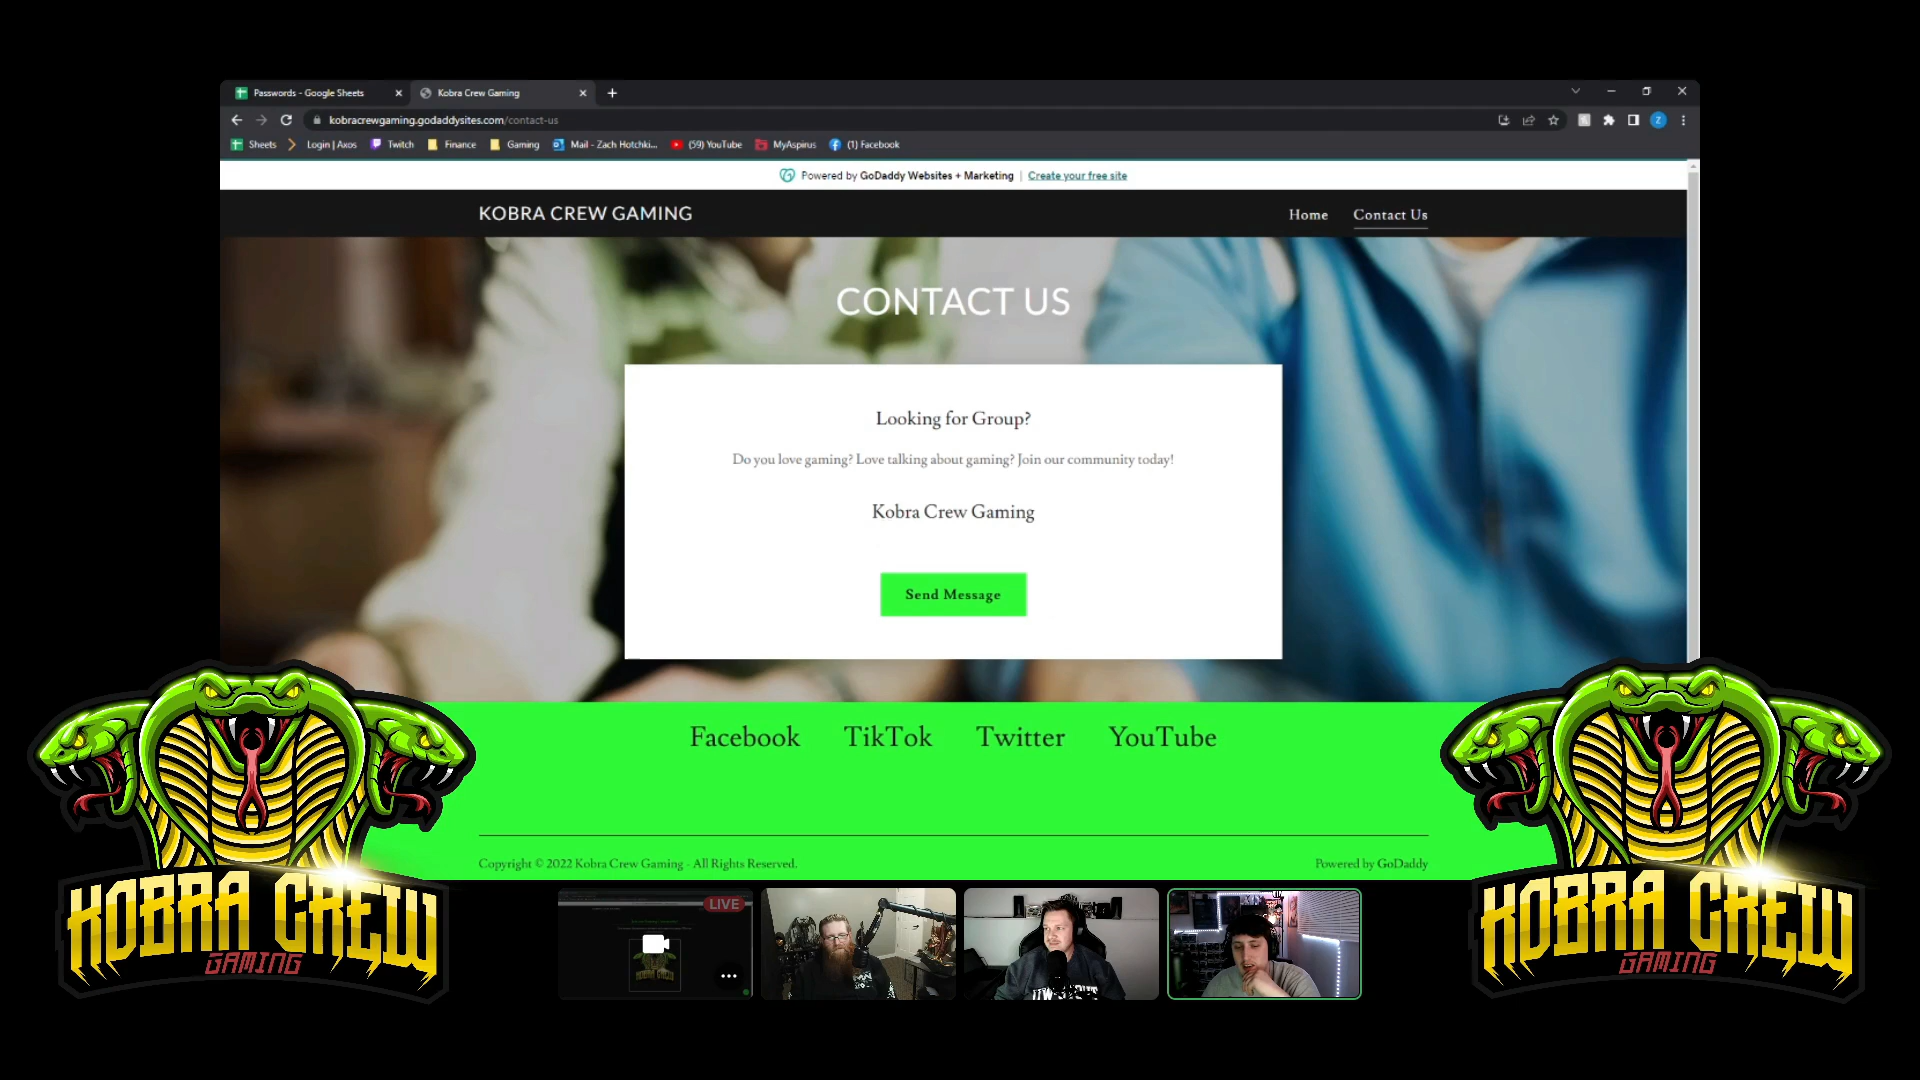 Passwords - Google Sheets
Kobra Crew Gaming
kobracrewgaming.godaddysites.com/contact-us
Z
Sheets
Login | Axos
Twitch
Finance
Gaming
Mail - Zach Hotchki...
(59) YouTube
MyAspirus
(1) Facebook
Powered by GoDaddy Websites + Marketing | Create your free site
KOBRA CREW GAMING
Home
Contact Us
CONTACT US
Looking for Group?
Do you love gaming? Love talking about gaming? Join our community today!
Kobra Crew Gaming
Send Message
Facebook
TikTok
Twitter
YouTube
Copyright © 2022 Kobra Crew Gaming - All Rights Reserved.
Powered by GoDaddy
KOBRA CREW
GAMING
LIVE
KOBRA CREW
GAMING